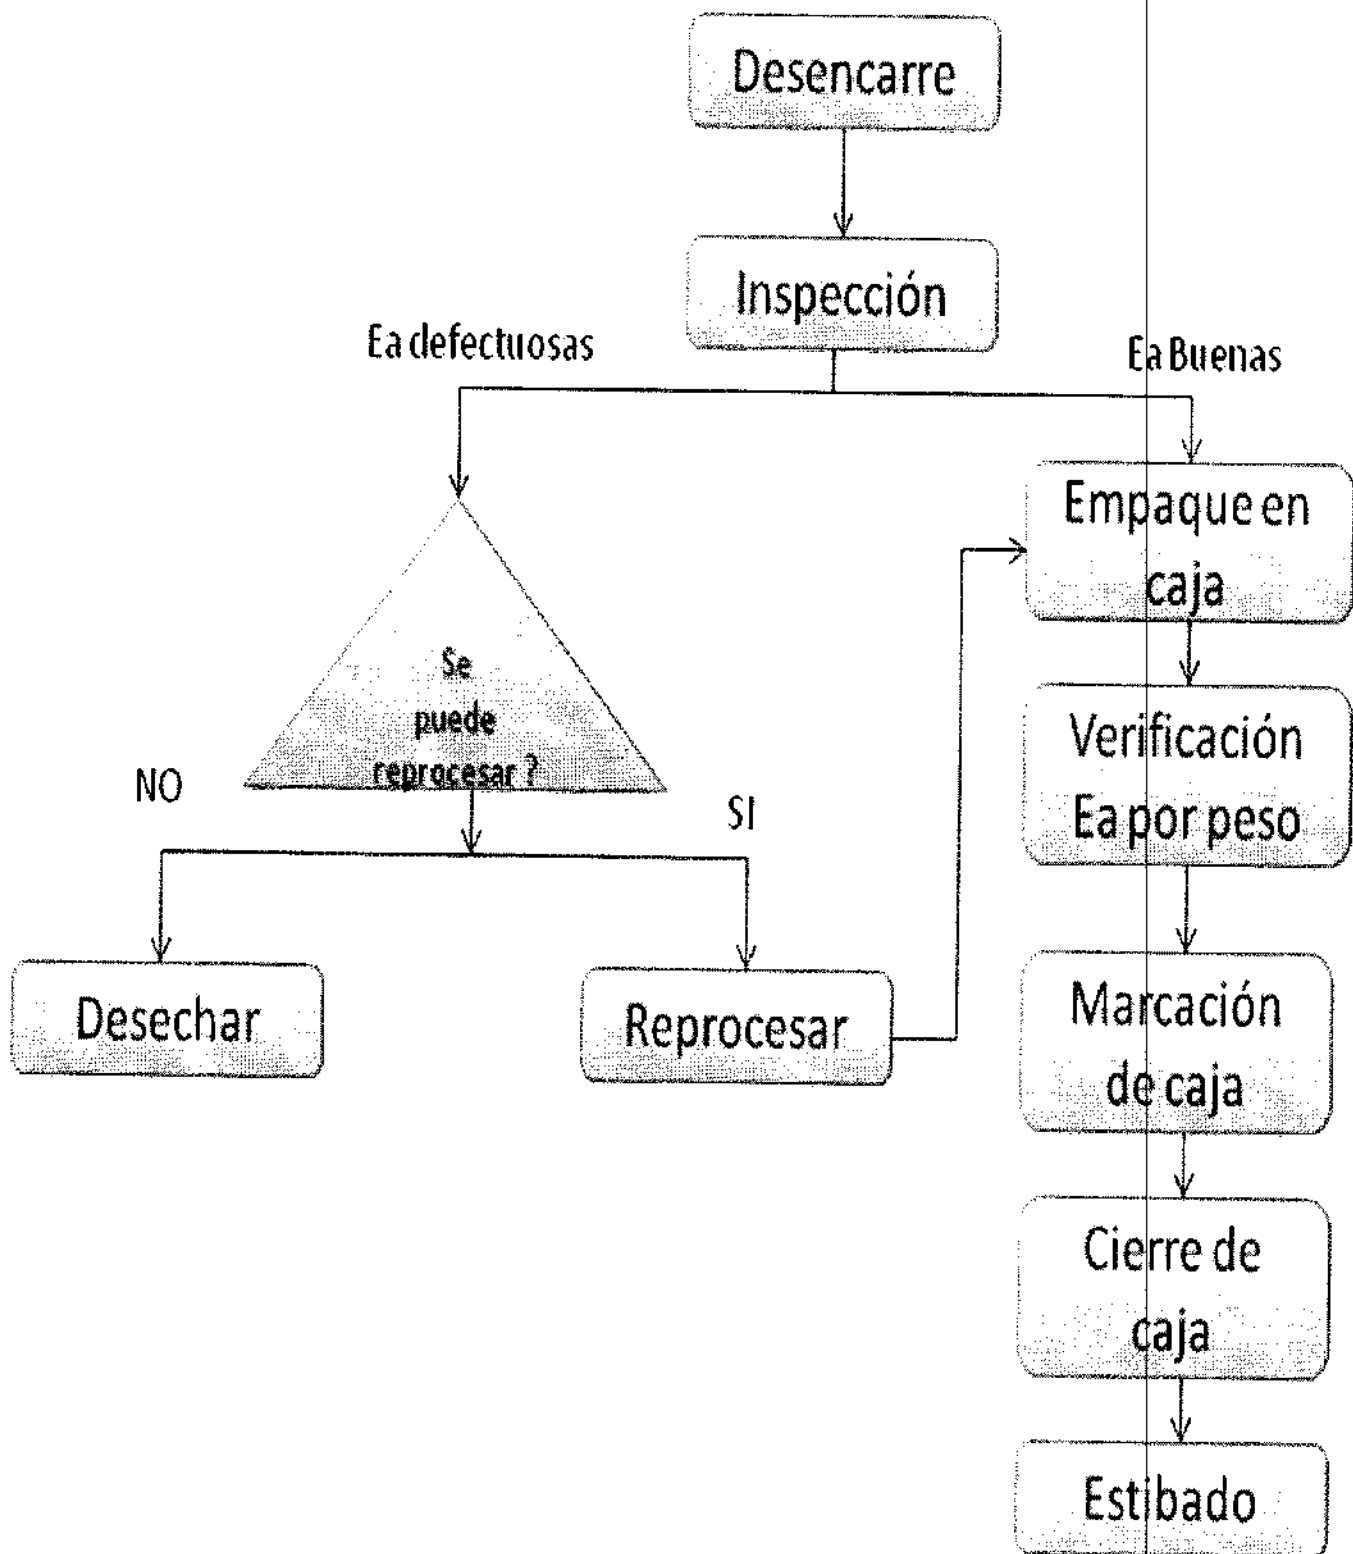 Desencarre
Inspección
Ea defectuosas
Ea Buenas
Empaque en
caja
Se
puede
reprocesar ?
Verificación
Ea por peso
NO
SI
Desechar
Reprocesar
Marcación
de caja
Cierre de
caja
Estibado